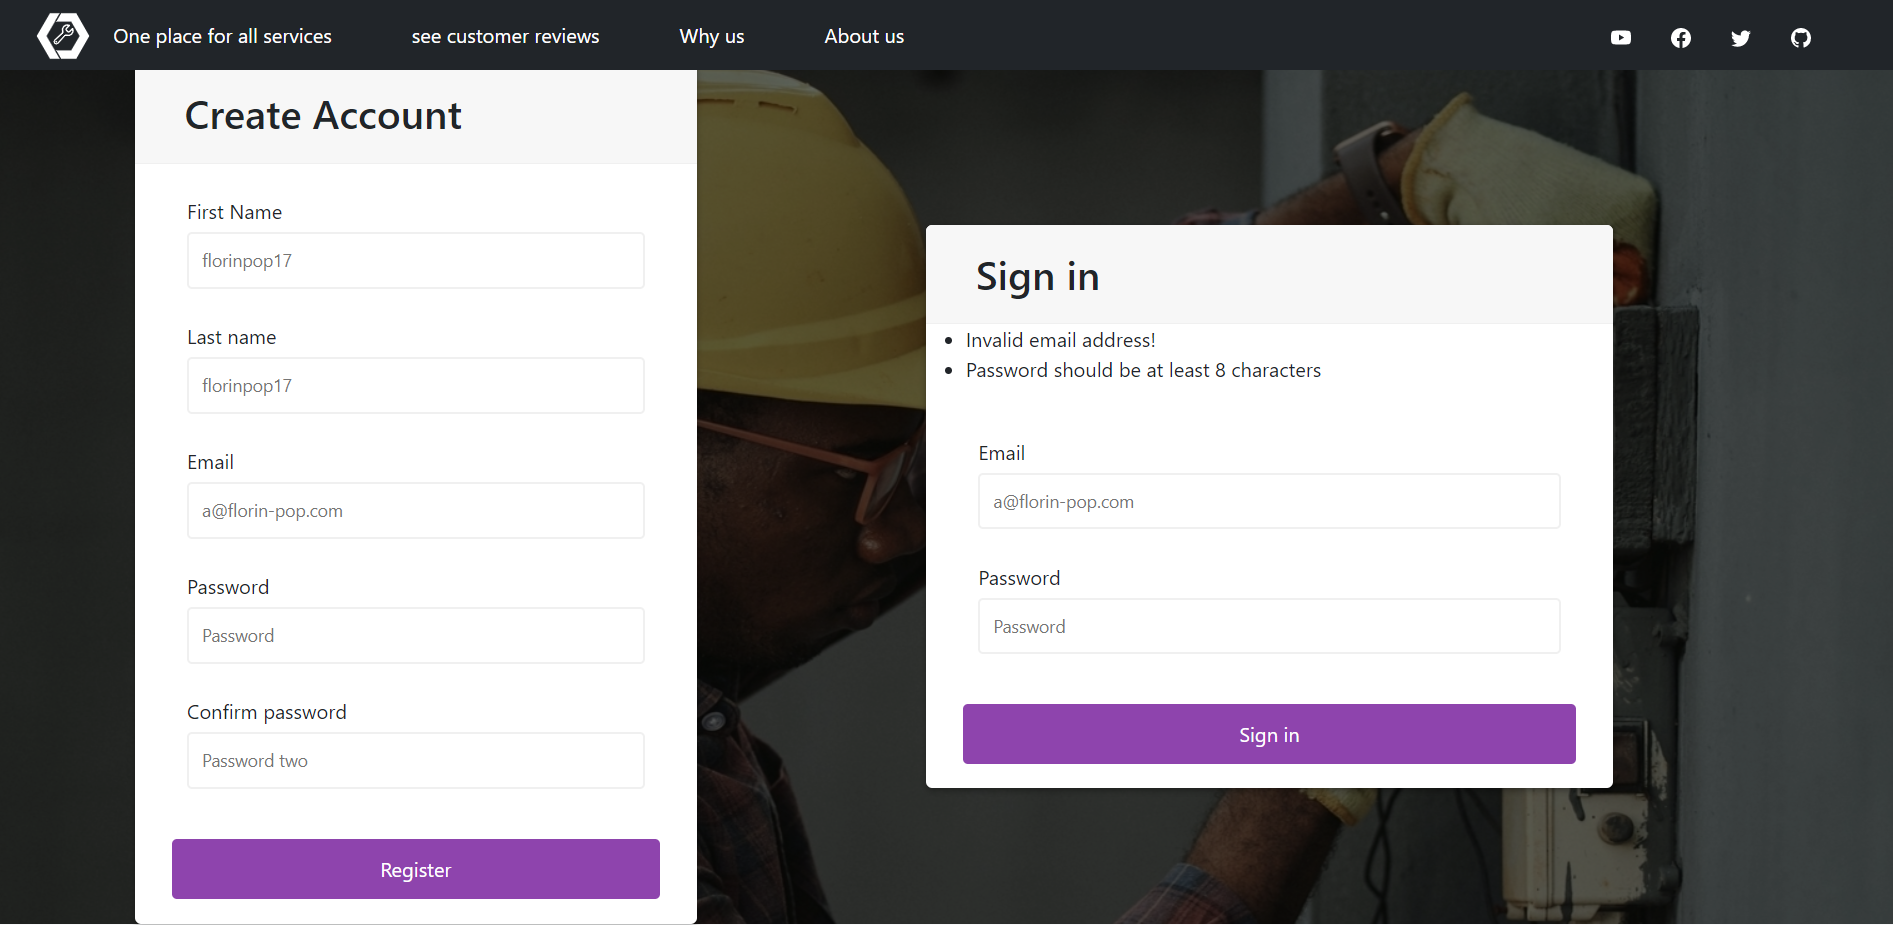 One place for all services
see customer reviews
Why us
About us
Create Account
First Name
florinpop17
Last name
florinpop17
Email
a@florin-pop.com
Password
Password
Confirm password
Password two
Register
Sign in
Invalid email address!
Password should be at least 8 characters
Email
a@florin-pop.com
Password
Password
Sign in